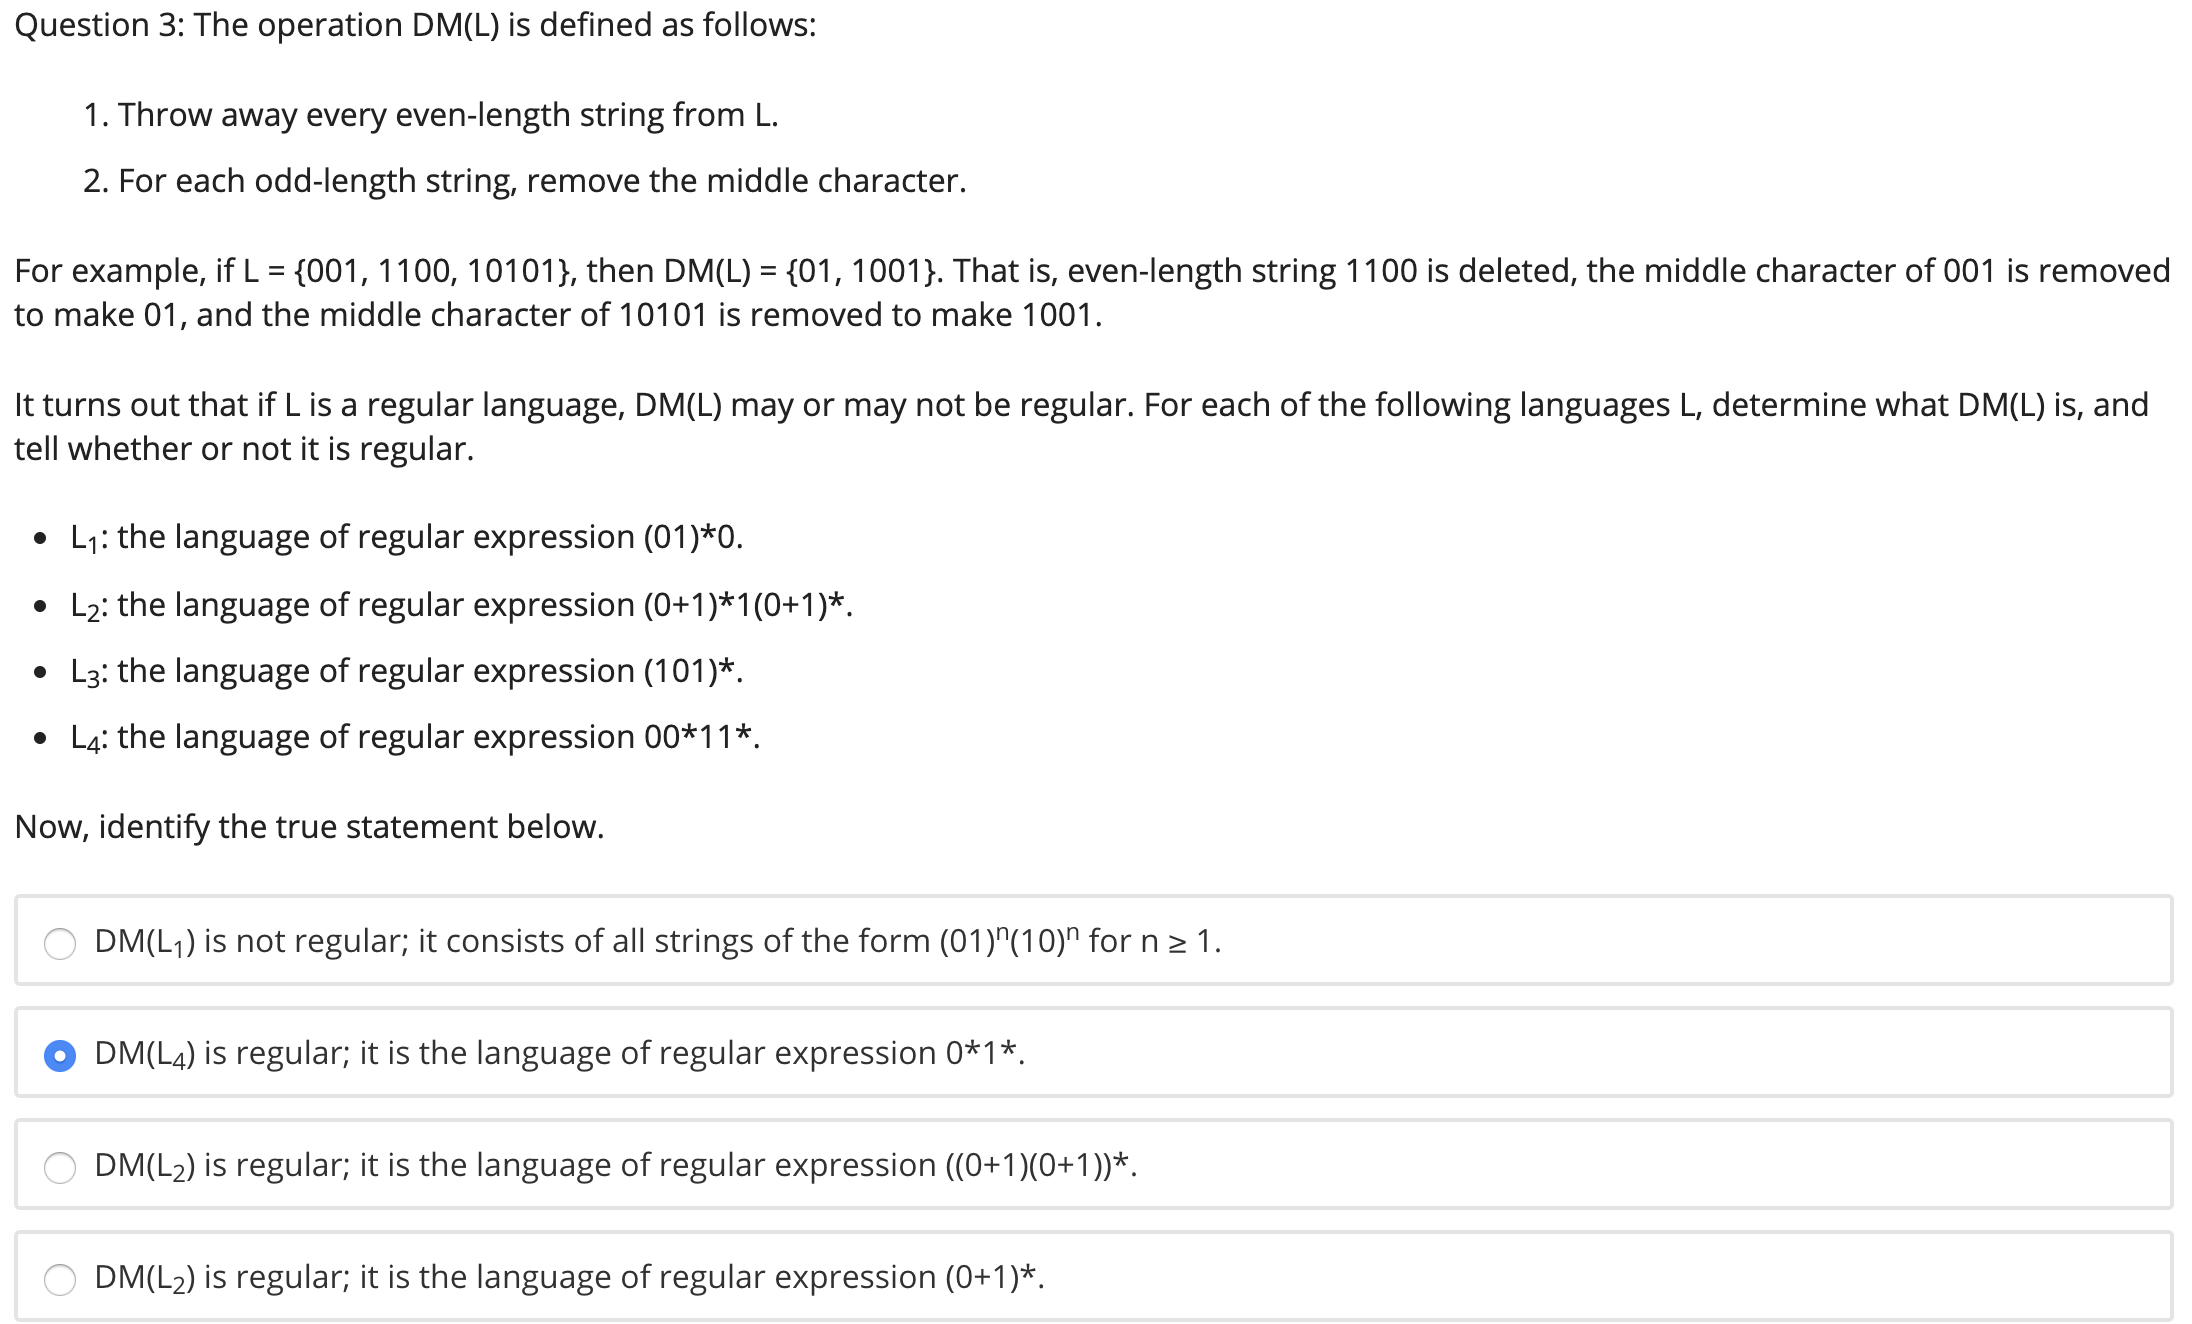 Question 3: The operation DM(L) is defined as follows:
1. Throw away every even-length string from L.
2. For each odd-length string, remove the middle character.
For example, if L = {001, 1100, 10101}, then DM(L) = {01, 1001}. That is, even-length string 1100 is deleted, the middle character of 001 is removed
to make 01, and the middle character of 10101 is removed to make 1001.
It turns out that if L is a regular language, DM(L) may or may not be regular. For each of the following languages L, determine what DM(L) is, and
tell whether or not it is regular.
• L₁: the language of regular expression (01)*0.
• L₂: the language of regular expression (0+1)*1(0+1)*.
• L₃: the language of regular expression (101)*.
• L₄: the language of regular expression 00*11*.
Now, identify the true statement below.
DM(L₁) is not regular; it consists of all strings of the form (01)ⁿ(10)ⁿ for n ≥ 1.
DM(L₄) is regular; it is the language of regular expression 0*1*.
DM(L₂) is regular; it is the language of regular expression ((0+1)(0+1))*.
DM(L₂) is regular; it is the language of regular expression (0+1)*.